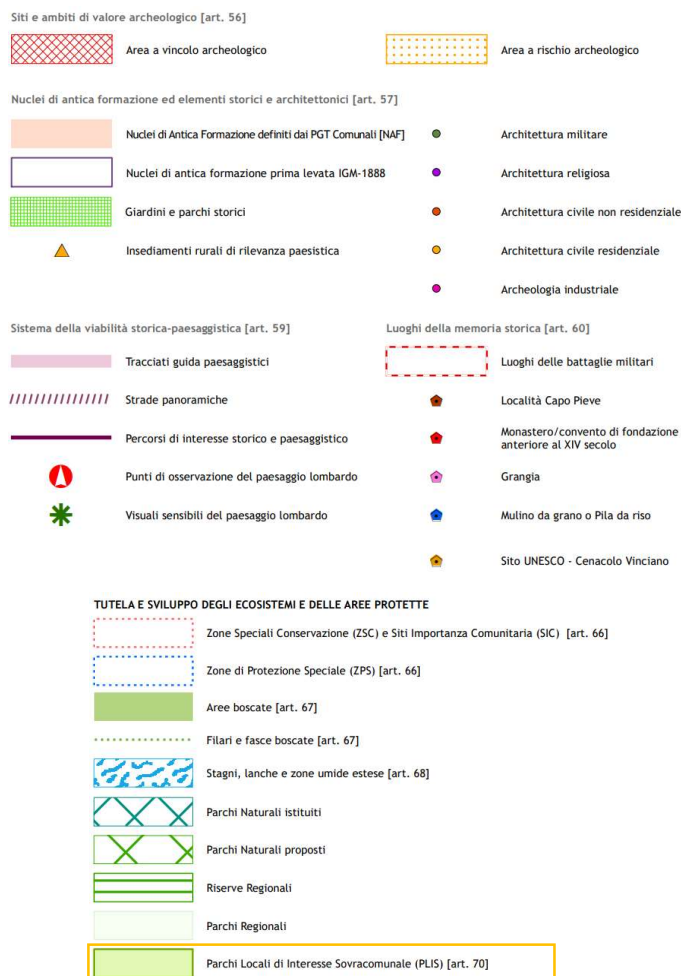 Siti e ambiti di valore archeologico [art. 56]
Area a vincolo archeologico
Area a rischio archeologico
Nuclei di antica formazione ed elementi storici e architettonici [art. 57]
Nuclei di Antica Formazione definiti dai PGT Comunali [NAF]
Architettura militare
Nuclei di antica formazione prima levata IGM-1888
Architettura religiosa
Giardini e parchi storici
Architettura civile non residenziale
Insediamenti rurali di rilevanza paesistica
Architettura civile residenziale
Archeologia industriale
Sistema della viabilità storica-paesaggistica [art. 59]
Luoghi della memoria storica [art. 60]
Tracciati guida paesaggistici
Luoghi delle battaglie militari
Strade panoramiche
Località Capo Pieve
Percorsi di interesse storico e paesaggistico
Monastero/convento di fondazione
anteriore al XIV secolo
Punti di osservazione del paesaggio lombardo
Grangia
Visuali sensibili del paesaggio lombardo
Mulino da grano o Pila da riso
Sito UNESCO - Cenacolo Vinciano
TUTELA E SVILUPPO DEGLI ECOSISTEMI E DELLE AREE PROTETTE
Zone Speciali Conservazione (ZSC) e Siti Importanza Comunitaria (SIC) [art. 66]
Zone di Protezione Speciale (ZPS) [art. 66]
Aree boscate [art. 67]
Filari e fasce boscate [art. 67]
Stagni, lanche e zone umide estese [art. 68]
Parchi Naturali istituiti
Parchi Naturali proposti
Riserve Regionali
Parchi Regionali
Parchi Locali di Interesse Sovracomunale (PLIS) [art. 70]